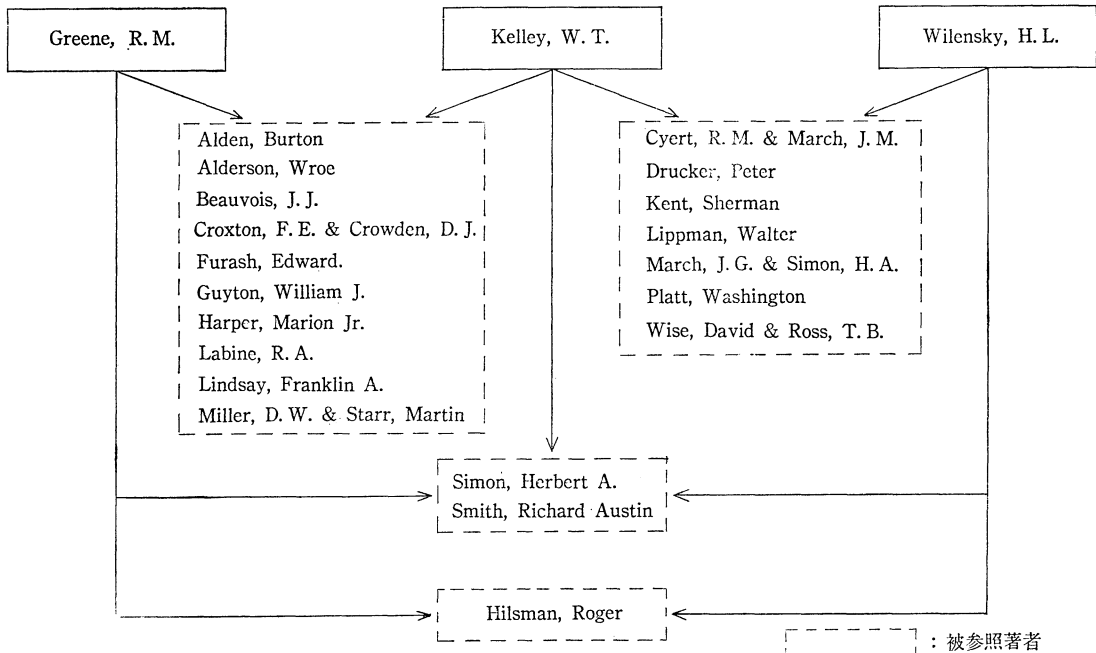 Greene, R. M.
Kelley, W. T.
Wilensky, H. L.
Alden, Burton
Alderson, Wroe
Beauvois, J. J.
Croxton, F. E. & Crowden, D. J.
Furash, Edward.
Guyton, William J.
Harper, Marion Jr.
Labine, R. A.
Lindsay, Franklin A.
Miller, D. W. & Starr, Martin
Cyert, R. M. & March, J. M.
Drucker, Peter
Kent, Sherman
Lippman, Walter
March, J. G. & Simon, H. A.
Platt, Washington
Wise, David & Ross, T. B.
Simon, Herbert A.
Smith, Richard Austin
Hilsman, Roger
: 被参照著者